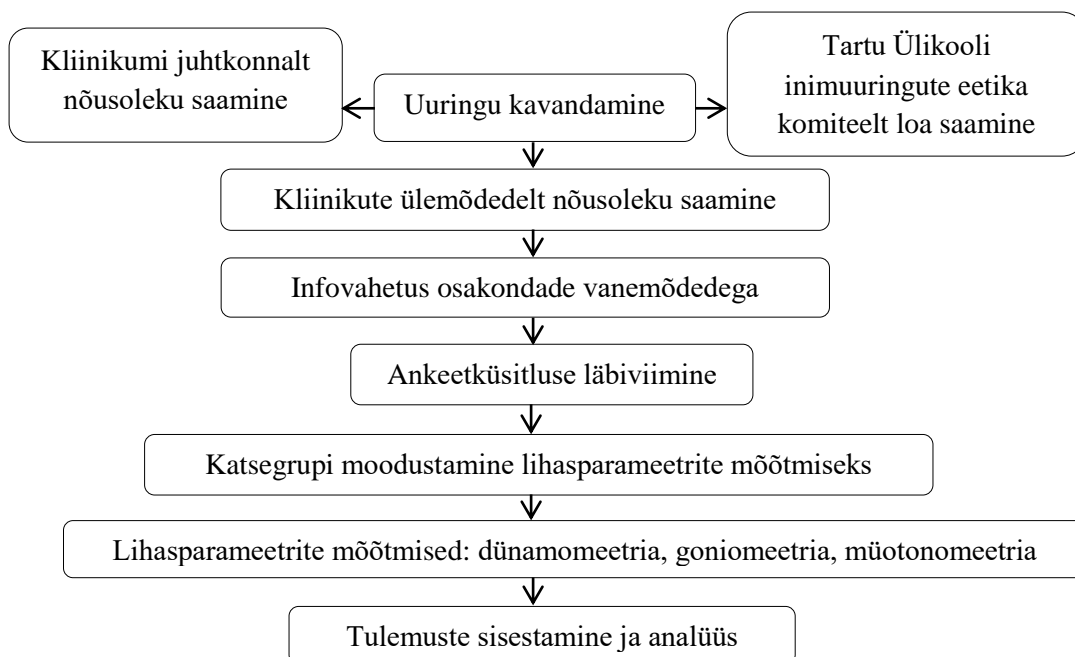 Kliinikumi juhtkonnalt
nõusoleku saamine
Uuringu kavandamine
Tartu Ülikooli
inimuuringute eetika
komiteelt loa saamine
Kliinikute ülemõdedelt nõusoleku saamine
Infovahetus osakondade vanemõdedega
Ankeetküsitluse läbiviimine
Katsegrupi moodustamine lihasparameetrite mõõtmiseks
Lihasparameetrite mõõtmised: dünamomeetria, goniomeetria, müotonomeetria
Tulemuste sisestamine ja analüüs